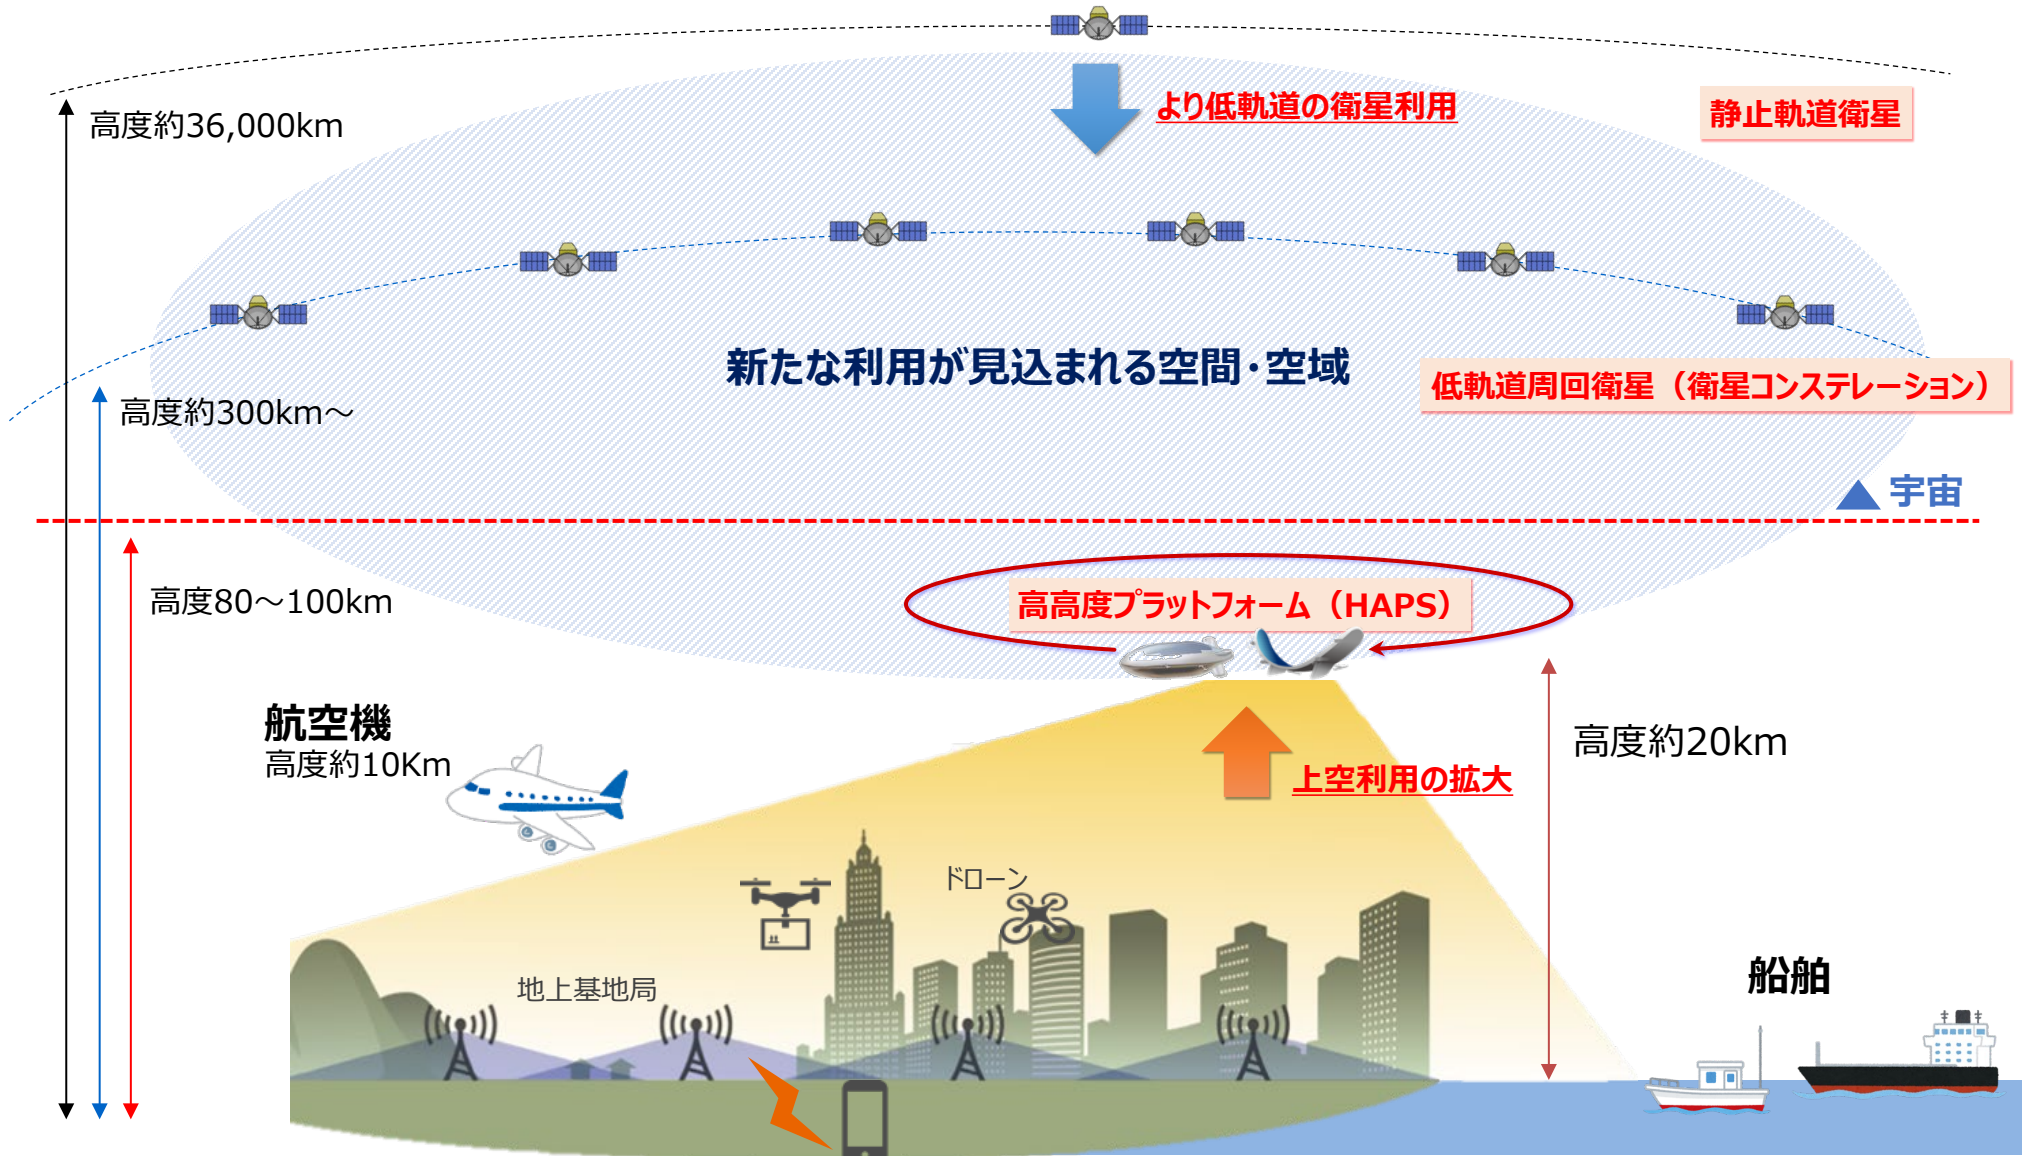 より低軌道の衛星利用
静止軌道衛星
高度約36,000km
新たな利用が見込まれる空間・空域
低軌道周回衛星（衛星コンステレーション）
高度約300km～
宇宙
高度80～100km
高高度プラットフォーム（HAPS）
航空機
高度約10Km
高度約20km
上空利用の拡大
ドローン
地上基地局
船舶